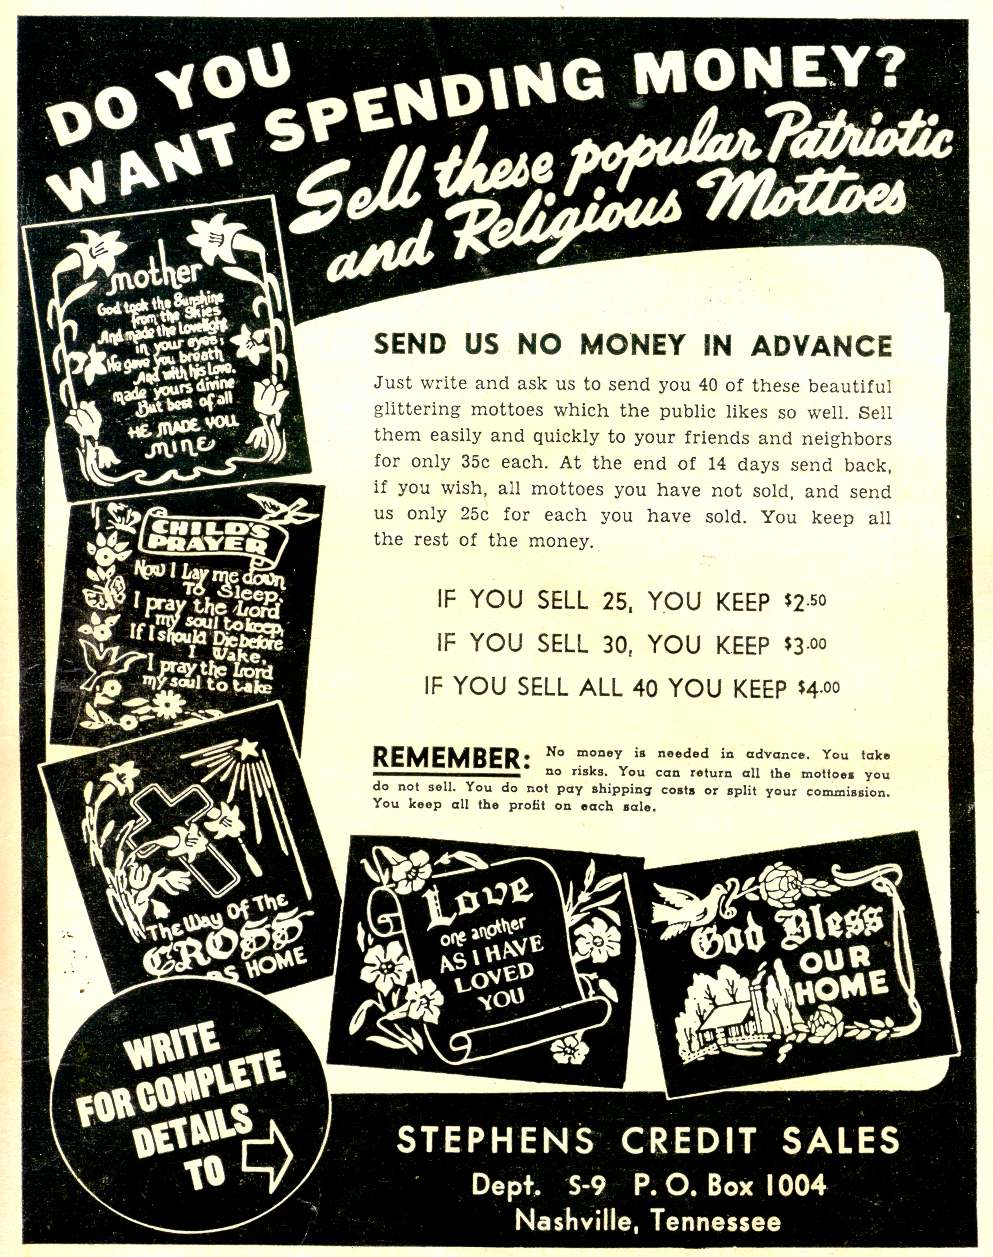 DO YOU
WANT SPENDING MONEY?
Sell these popular Patriotic
and Religious Mottoes
mother
God took the Sunshine
from the Skies
And made the Lovelight
in your eyes;
He gave you breath
And with his love,
made yours divine
But best of all
HE MADE YOU
MINE
CHILD'S
PRAYER
Now I Lay me down
To Sleep,
I pray the Lord
my soul to keep,
If I should Die before
I Wake,
I pray the Lord
my soul to take
The Way Of The
CROSS
HOME
SEND US NO MONEY IN ADVANCE
Just write and ask us to send you 40 of these beautiful
glittering mottoes which the public likes so well. Sell
them easily and quickly to your friends and neighbors
for only 35c each. At the end of 14 days send back,
if you wish, all mottoes you have not sold, and send
us only 25c for each you have sold. You keep all
the rest of the money.
IF YOU SELL 25, YOU KEEP $2.50
IF YOU SELL 30, YOU KEEP $3.00
IF YOU SELL ALL 40 YOU KEEP $4.00
REMEMBER: No money is needed in advance. You take
no risks. You can return all the mottoes you
do not sell. You do not pay shipping costs or split your commission.
You keep all the profit on each sale.
Love
one another
AS I HAVE
LOVED
YOU
God Bless
OUR
HOME
WRITE
FOR COMPLETE
DETAILS
TO
STEPHENS CREDIT SALES
Dept. S-9 P. O. Box 1004
Nashville, Tennessee